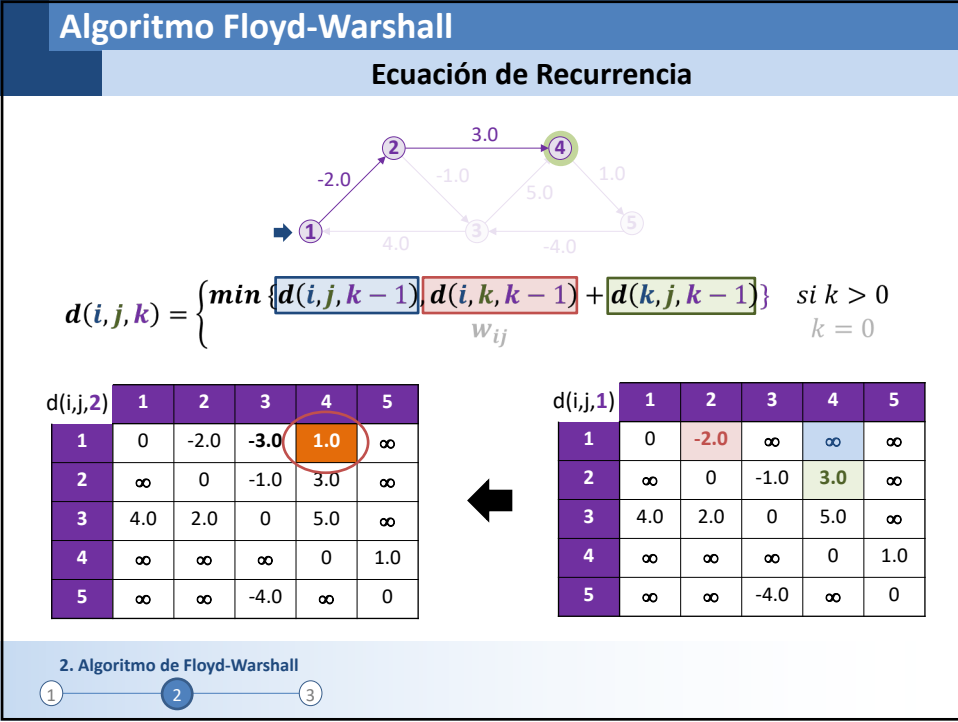 Algoritmo Floyd-Warshall
Ecuación de Recurrencia
3.0
2
4
-2.0
-1.0
5.0
1.0
1
3
5
4.0
-4.0
d(i,j,k) = { min {d(i,j,k − 1), d(i,k,k − 1) + d(k,j,k − 1)} si k > 0
w_{ij} k = 0
d(i,j,2) 1 2 3 4 5
1 0 -2.0 -3.0 1.0 ∞
2 ∞ 0 -1.0 3.0 ∞
3 4.0 2.0 0 5.0 ∞
4 ∞ ∞ ∞ 0 1.0
5 ∞ ∞ -4.0 ∞ 0
d(i,j,1) 1 2 3 4 5
1 0 -2.0 ∞ ∞ ∞
2 ∞ 0 -1.0 3.0 ∞
3 4.0 2.0 0 5.0 ∞
4 ∞ ∞ ∞ 0 1.0
5 ∞ ∞ -4.0 ∞ 0
2. Algoritmo de Floyd-Warshall
1 2 3